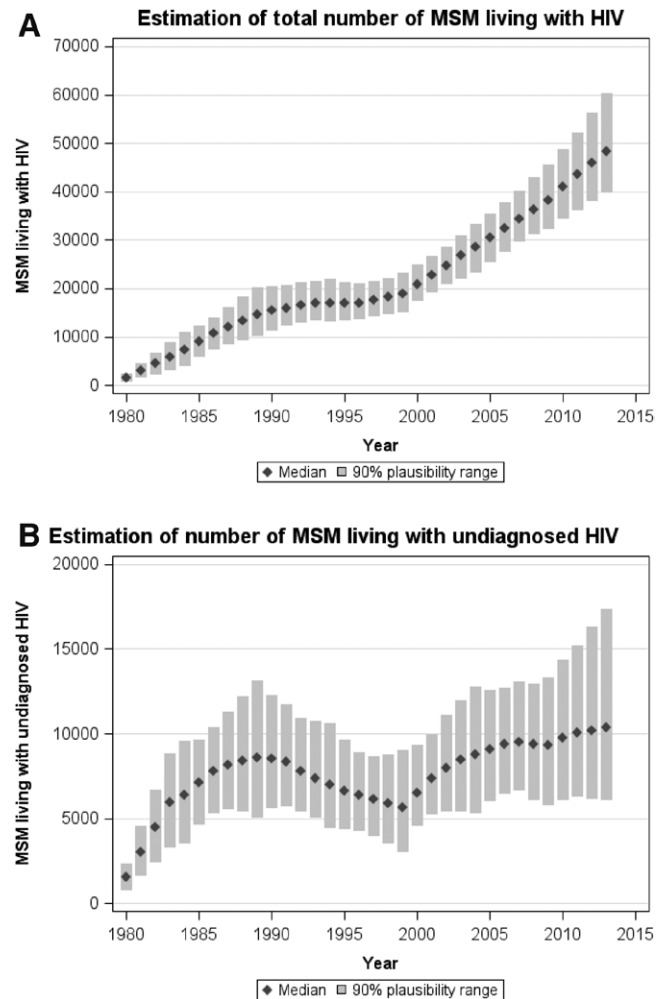 A Estimation of total number of MSM living with HIV
MSM living with HIV
70000
60000
50000
40000
30000
20000
10000
0
1980 1985 1990 1995 2000 2005 2010 2015
Year
Median 90% plausibility range
B Estimation of number of MSM living with undiagnosed HIV
MSM living with undiagnosed HIV
20000
15000
10000
5000
0
1980 1985 1990 1995 2000 2005 2010 2015
Year
Median 90% plausibility range